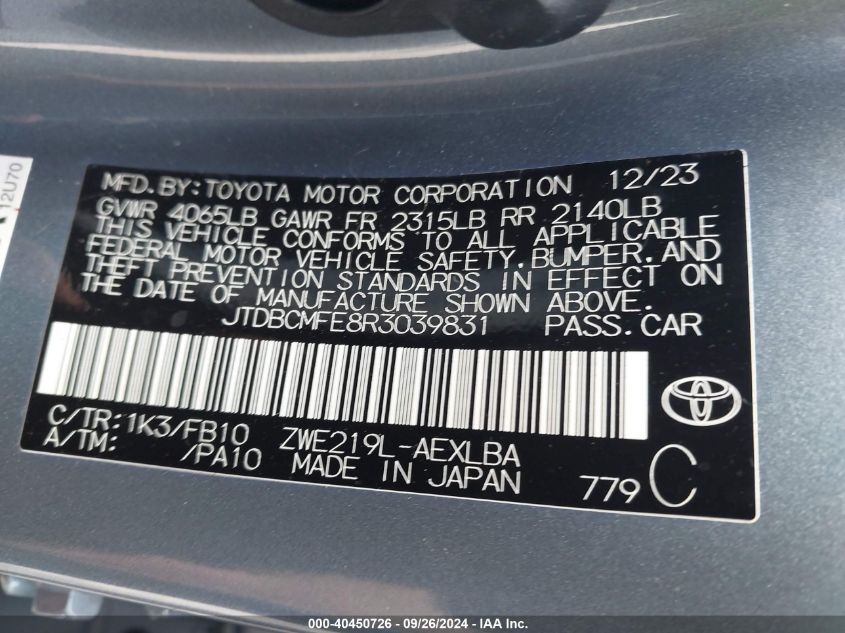 12U70
MFD.BY:TOYOTA MOTOR CORPORATION 12/23
GVWR 4065LB GAWR FR 2315LB RR 2140LB
THIS VEHICLE CONFORMS TO ALL APPLICABLE
FEDERAL MOTOR VEHICLE SAFETY,BUMPER,AND
THEFT PREVENTION STANDARDS IN EFFECT ON
THE DATE OF MANUFACTURE SHOWN ABOVE.
JTDBCMFE8R3039831 PASS.CAR
C/TR:1K3/FB10 ZWE219L-AEXLBA
A/TM: /PA10 MADE IN JAPAN 779 C
000-40450726 - 09/26/2024 - IAAI.com